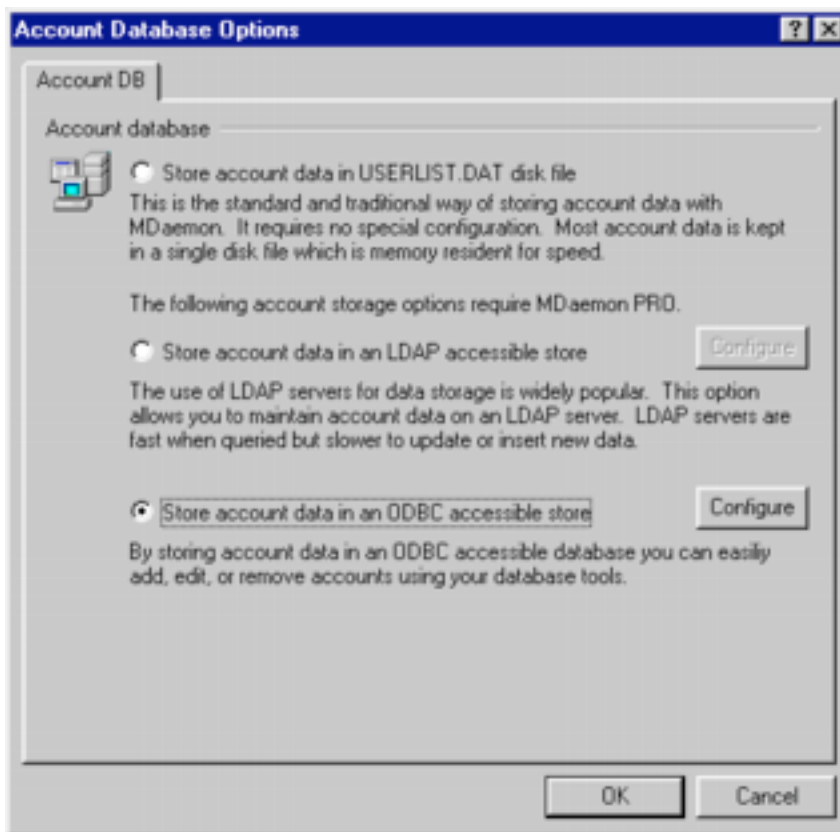 Account Database Options
Account DB
Account database
Store account data in USERLIST.DAT disk file
This is the standard and traditional way of storing account data with
MDaemon. It requires no special configuration. Most account data is kept
in a single disk file which is memory resident for speed.
The following account storage options require MDaemon PRO.
Store account data in an LDAP accessible store
Configure
The use of LDAP servers for data storage is widely popular. This option
allows you to maintain account data on an LDAP server. LDAP servers are
fast when queried but slower to update or insert new data.
Store account data in an ODBC accessible store
Configure
By storing account data in an ODBC accessible database you can easiliy
add, edit, or remove accounts using your database tools.
OK
Cancel